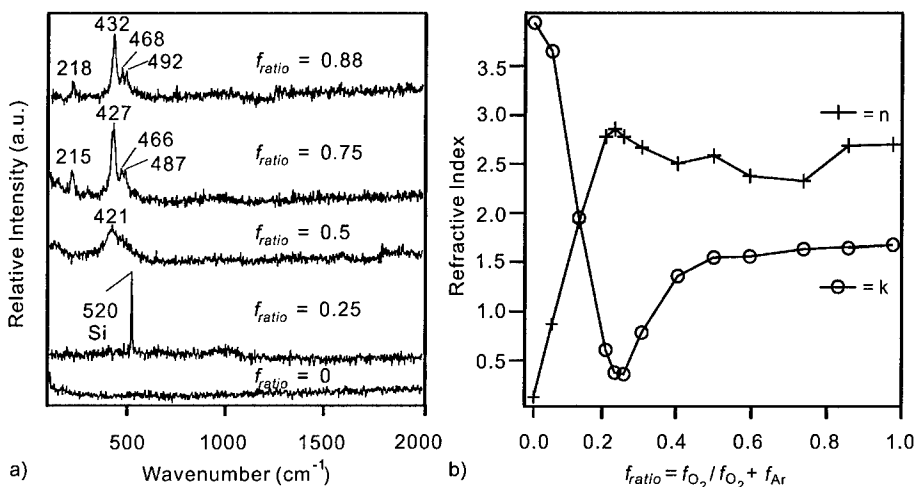 432
468
218
492
f_ratio = 0.88
427
466
215
487
f_ratio = 0.75
421
f_ratio = 0.5
520
Si
f_ratio = 0.25
f_ratio = 0
Relative Intensity (a.u.)
500 1000 1500 2000
a) Wavenumber (cm⁻¹)
Refractive Index
3.5
3.0
2.5
2.0
1.5
1.0
0.5
= n
= k
0.0 0.2 0.4 0.6 0.8 1.0
b) f_ratio = f_O₂ / f_O₂ + f_Ar